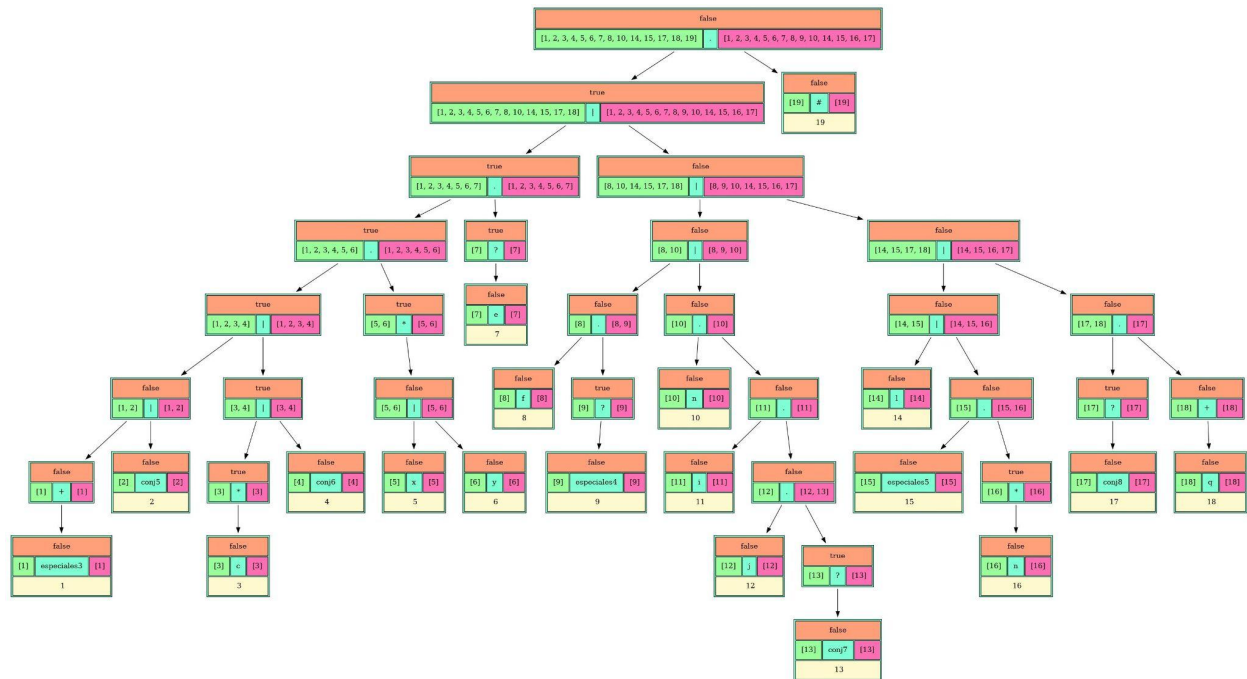 false
[1, 2, 3, 4, 5, 6, 7, 8, 10, 14, 15, 17, 18, 19] . [1, 2, 3, 4, 5, 6, 7, 8, 9, 10, 14, 15, 16, 17]
true
[1, 2, 3, 4, 5, 6, 7, 8, 10, 14, 15, 17, 18] | [1, 2, 3, 4, 5, 6, 7, 8, 9, 10, 14, 15, 16, 17]
false
[19] # [19]
19
true
[1, 2, 3, 4, 5, 6, 7] . [1, 2, 3, 4, 5, 6, 7]
false
[8, 10, 14, 15, 17, 18] | [8, 9, 10, 14, 15, 16, 17]
true
[1, 2, 3, 4, 5, 6] . [1, 2, 3, 4, 5, 6]
true
[7] ? [7]
false
[8, 10] | [8, 9, 10]
false
[14, 15, 17, 18] | [14, 15, 16, 17]
true
[1, 2, 3, 4] | [1, 2, 3, 4]
true
[5, 6] * [5, 6]
false
[7] e [7]
7
false
[8] . [8, 9]
false
[10] . [10]
false
[14, 15] | [14, 15, 16]
false
[17, 18] . [17]
false
[1, 2] | [1, 2]
true
[3, 4] | [3, 4]
false
[5, 6] | [5, 6]
false
[8] f [8]
8
true
[9] ? [9]
false
[10] n [10]
10
false
[11] . [11]
false
[14] l [14]
14
false
[15] . [15, 16]
true
[17] ? [17]
false
[18] + [18]
false
[1] + [1]
false
[2] conj5 [2]
2
true
[3] * [3]
false
[4] conj6 [4]
4
false
[5] x [5]
5
false
[6] y [6]
6
false
[9] especiales4 [9]
9
false
[11] i [11]
11
false
[12] . [12, 13]
false
[15] especiales5 [15]
15
true
[16] * [16]
false
[17] conj8 [17]
17
false
[18] q [18]
18
false
[1] especiales3 [1]
1
false
[3] c [3]
3
false
[12] j [12]
12
true
[13] ? [13]
false
[16] n [16]
16
false
[13] conj7 [13]
13